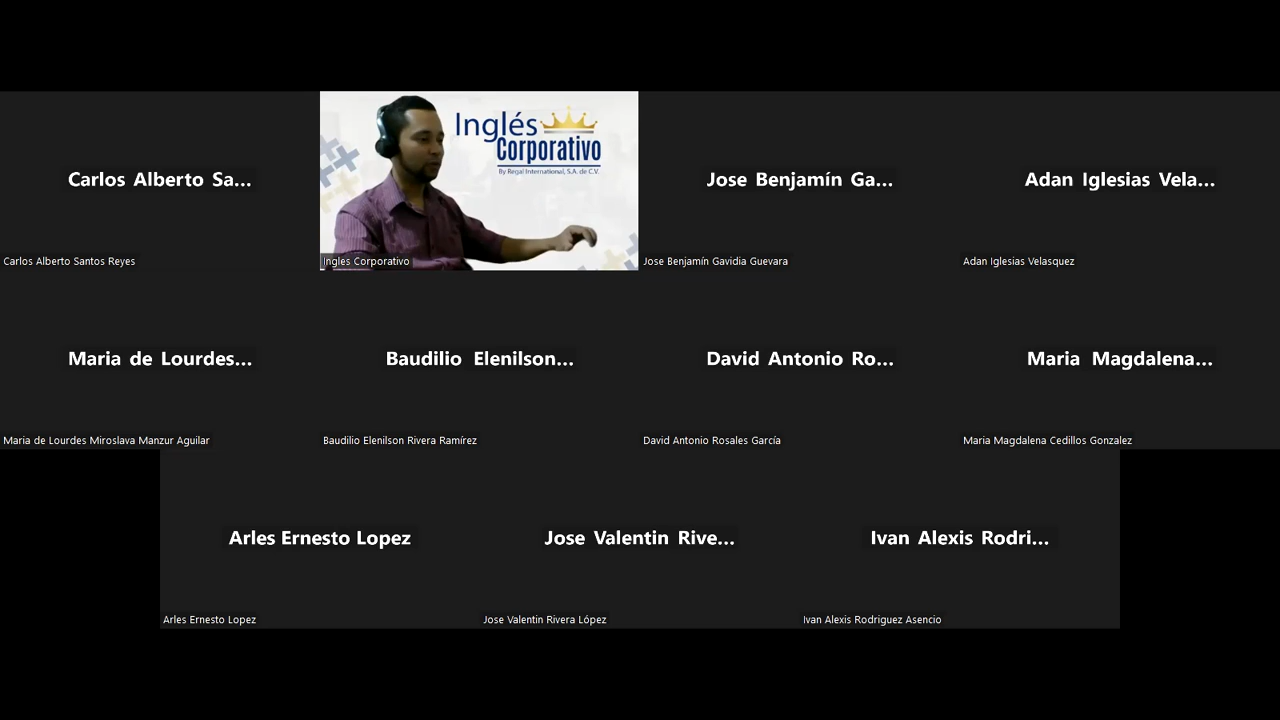 Carlos Alberto Sa...
Carlos Alberto Santos Reyes
Inglés
Corporativo
By Regal International, S.A. de C.V.
Ingles Corporativo
Jose Benjamín Ga...
Jose Benjamín Gavidia Guevara
Adan Iglesias Vela...
Adan Iglesias Velasquez
Maria de Lourdes...
Maria de Lourdes Miroslava Manzur Aguilar
Baudilio Elenilson...
Baudilio Elenilson Rivera Ramírez
David Antonio Ro...
David Antonio Rosales García
Maria Magdalena...
Maria Magdalena Cedillos Gonzalez
Arles Ernesto Lopez
Arles Ernesto Lopez
Jose Valentin Rive...
Jose Valentin Rivera López
Ivan Alexis Rodri...
Ivan Alexis Rodriguez Asencio